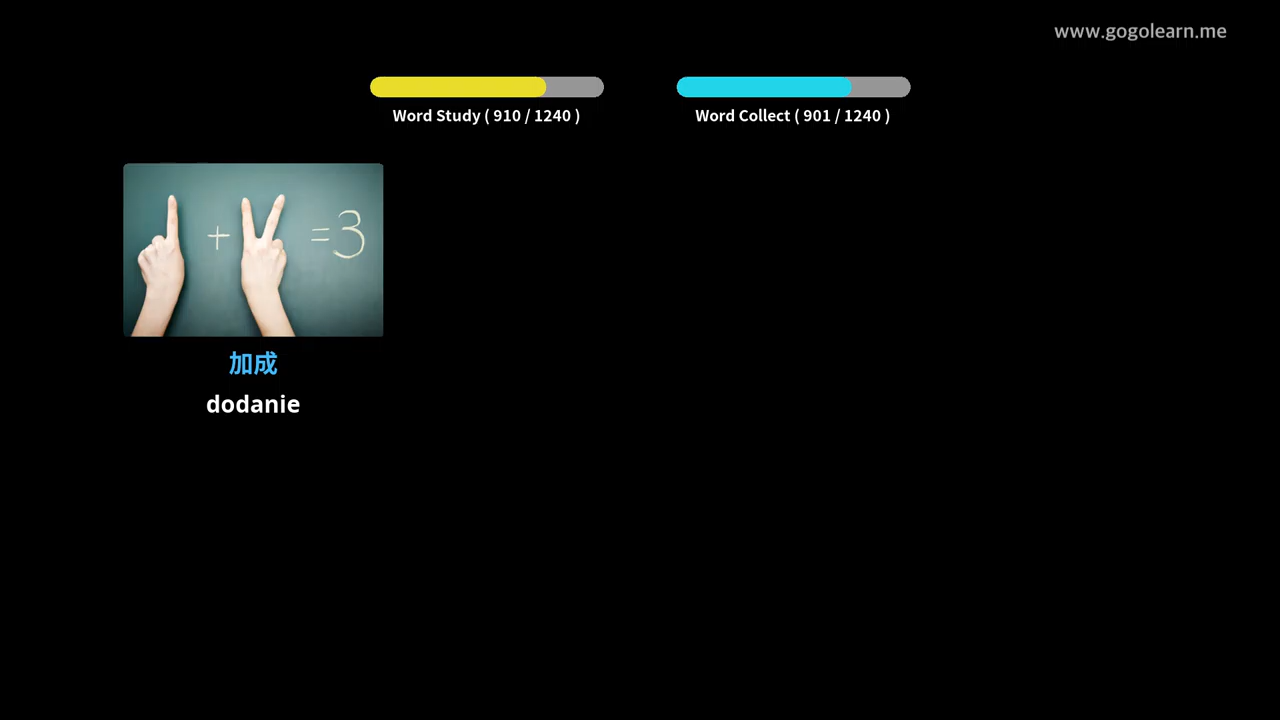 www.gogolearn.me
Word Study ( 910 / 1240 )
Word Collect ( 901 / 1240 )
+ =3
加成
dodanie